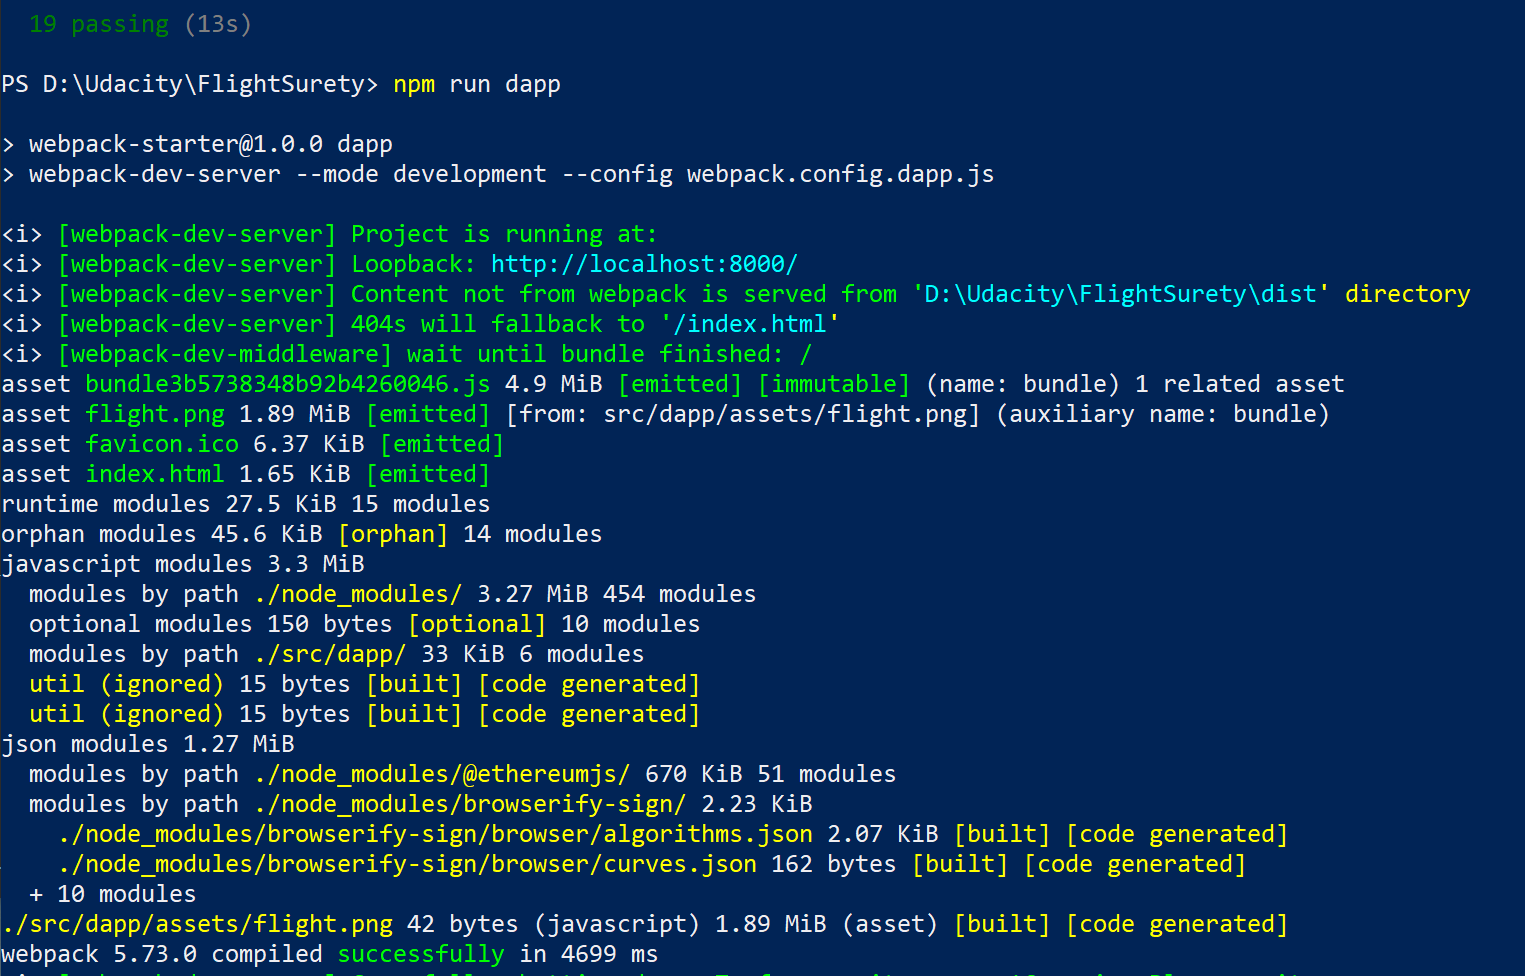 19 passing (13s)
PS D:\Udacity\FlightSurety> npm run dapp
> webpack-starter@1.0.0 dapp
> webpack-dev-server --mode development --config webpack.config.dapp.js
<i> [webpack-dev-server] Project is running at:
<i> [webpack-dev-server] Loopback: http://localhost:8000/
<i> [webpack-dev-server] Content not from webpack is served from 'D:\Udacity\FlightSurety\dist' directory
<i> [webpack-dev-server] 404s will fallback to '/index.html'
<i> [webpack-dev-middleware] wait until bundle finished: /
asset bundle3b5738348b92b4260046.js 4.9 MiB [emitted] [immutable] (name: bundle) 1 related asset
asset flight.png 1.89 MiB [emitted] [from: src/dapp/assets/flight.png] (auxiliary name: bundle)
asset favicon.ico 6.37 KiB [emitted]
asset index.html 1.65 KiB [emitted]
runtime modules 27.5 KiB 15 modules
orphan modules 45.6 KiB [orphan] 14 modules
javascript modules 3.3 MiB
  modules by path ./node_modules/ 3.27 MiB 454 modules
  optional modules 150 bytes [optional] 10 modules
  modules by path ./src/dapp/ 33 KiB 6 modules
  util (ignored) 15 bytes [built] [code generated]
  util (ignored) 15 bytes [built] [code generated]
json modules 1.27 MiB
  modules by path ./node_modules/@ethereumjs/ 670 KiB 51 modules
  modules by path ./node_modules/browserify-sign/ 2.23 KiB
    ./node_modules/browserify-sign/browser/algorithms.json 2.07 KiB [built] [code generated]
    ./node_modules/browserify-sign/browser/curves.json 162 bytes [built] [code generated]
  + 10 modules
./src/dapp/assets/flight.png 42 bytes (javascript) 1.89 MiB (asset) [built] [code generated]
webpack 5.73.0 compiled successfully in 4699 ms